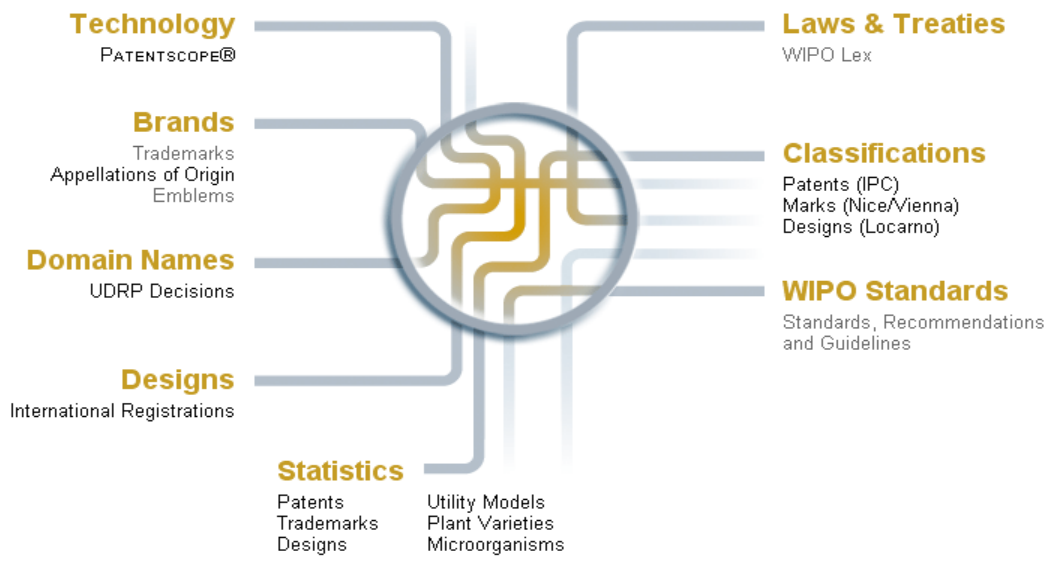 Technology
PATENTSCOPE®
Brands
Trademarks
Appellations of Origin
Emblems
Domain Names
UDRP Decisions
Designs
International Registrations
Statistics
Patents
Trademarks
Designs
Utility Models
Plant Varieties
Microorganisms
Laws & Treaties
WIPO Lex
Classifications
Patents (IPC)
Marks (Nice/Vienna)
Designs (Locarno)
WIPO Standards
Standards, Recommendations
and Guidelines